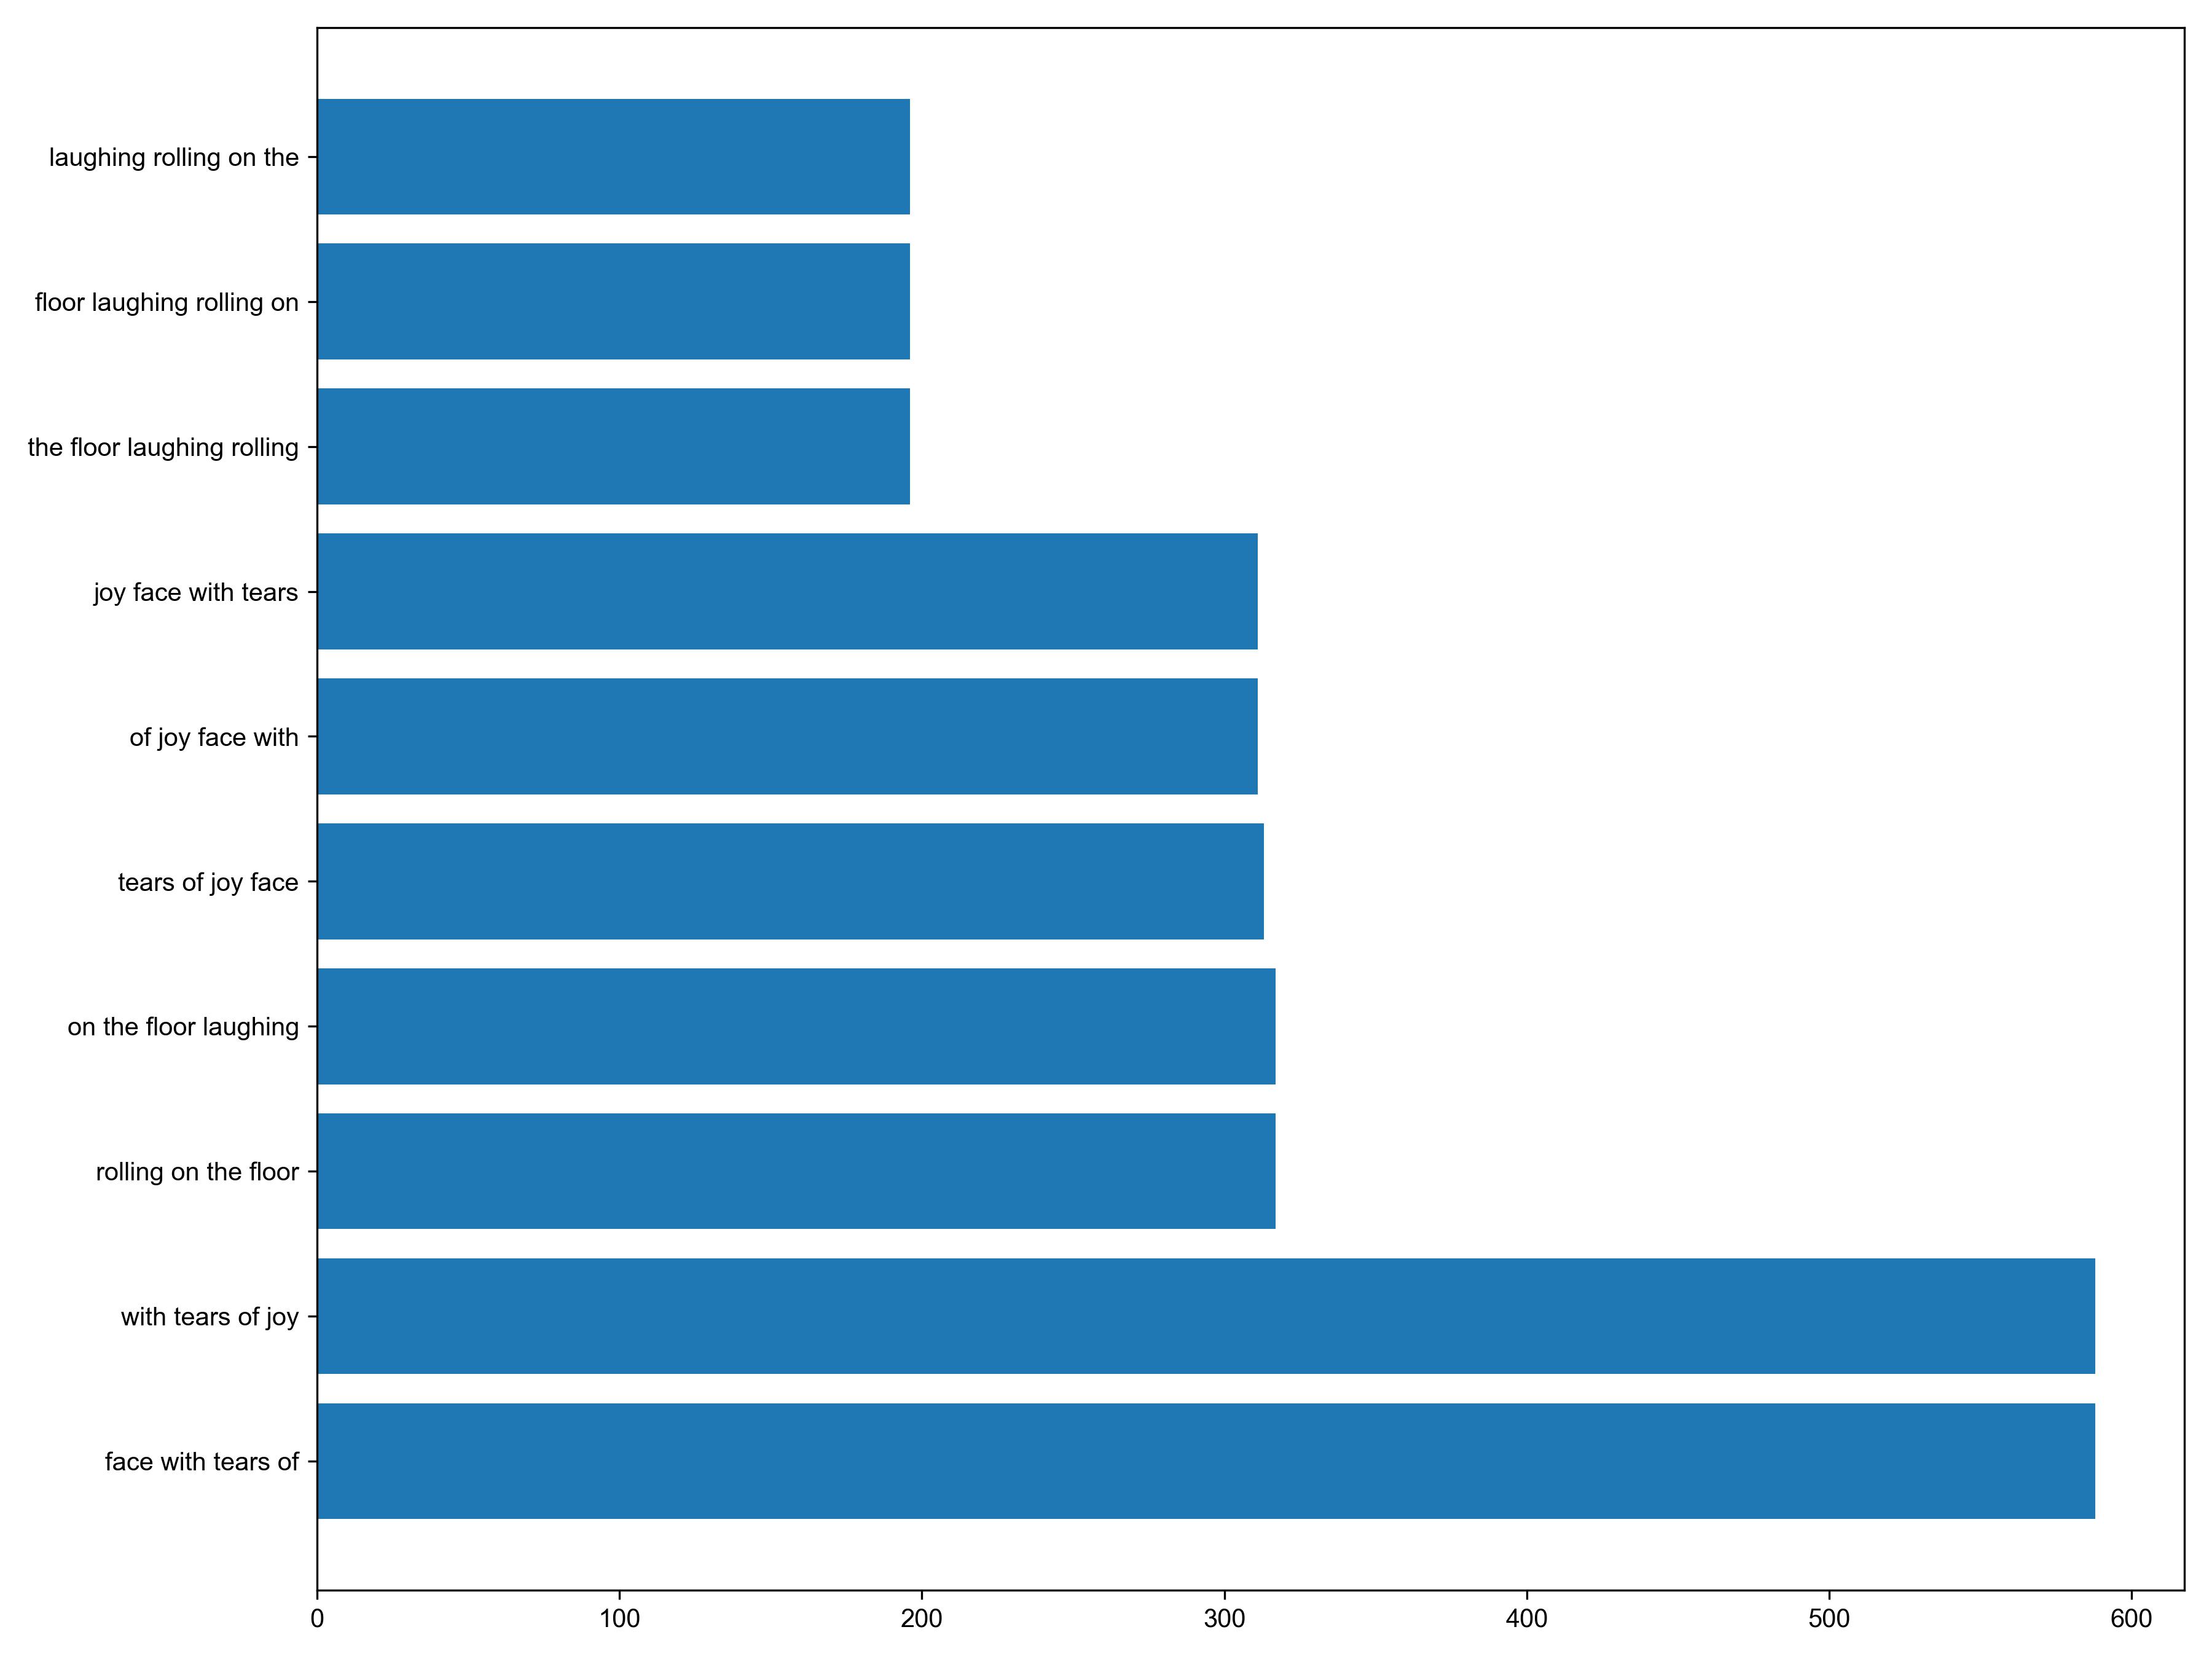 laughing rolling on the
floor laughing rolling on
the floor laughing rolling
joy face with tears
of joy face with
tears of joy face
on the floor laughing
rolling on the floor
with tears of joy
face with tears of
0 100 200 300 400 500 600